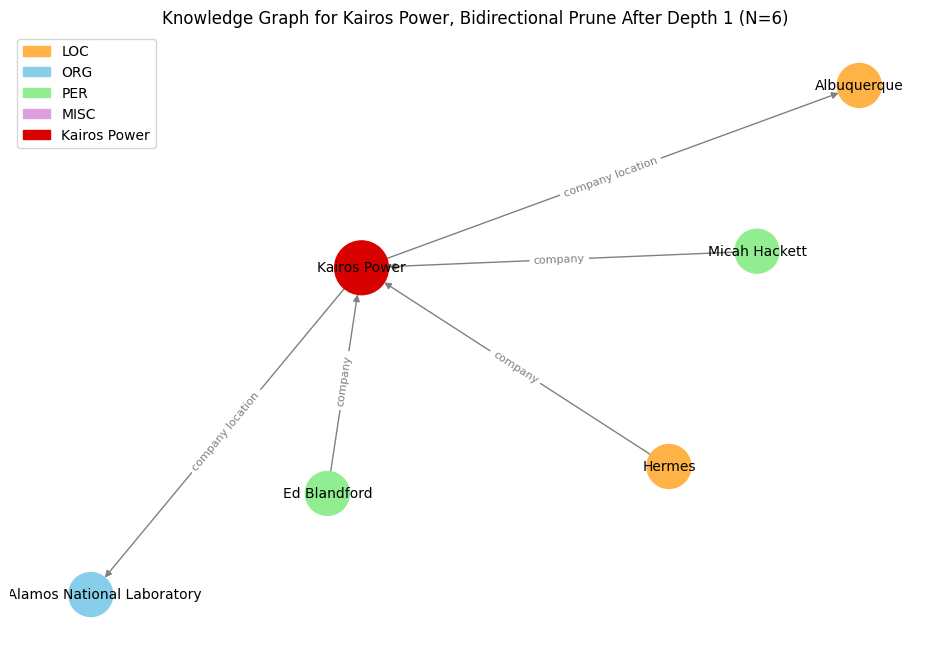 Knowledge Graph for Kairos Power, Bidirectional Prune After Depth 1 (N=6)
LOC
ORG
PER
MISC
Kairos Power
Albuquerque
company location
Micah Hackett
company
Kairos Power
company
company
company location
Hermes
Ed Blandford
Alamos National Laboratory